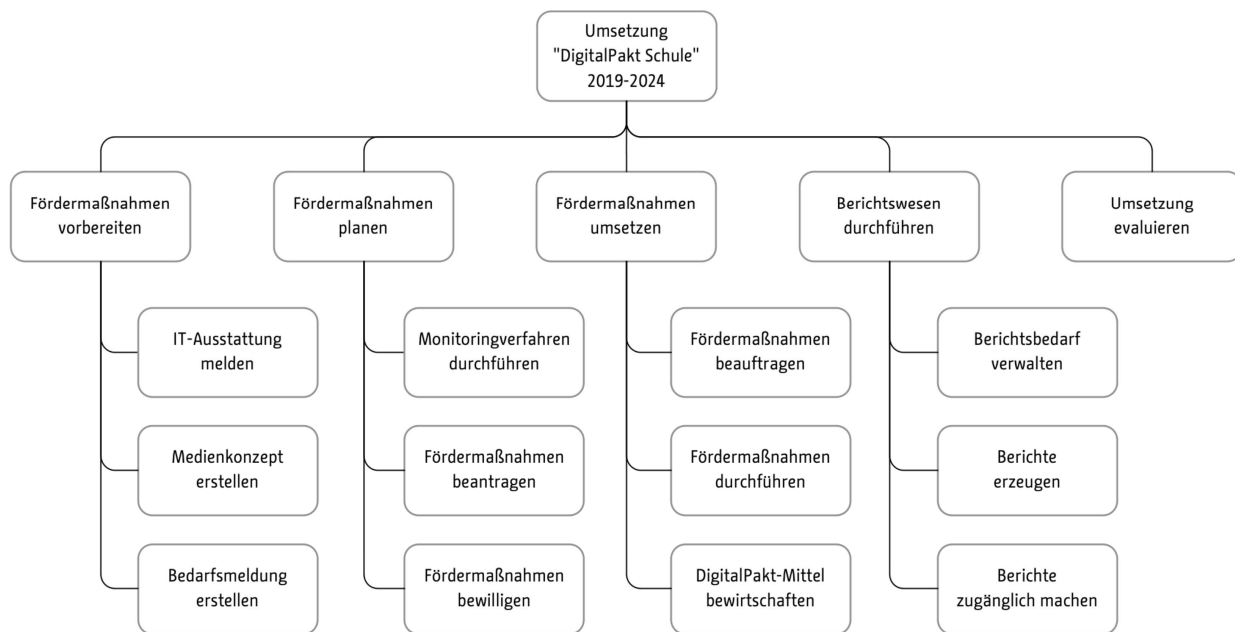 Umsetzung
"DigitalPakt Schule"
2019-2024
Fördermaßnahmen
vorbereiten
Fördermaßnahmen
planen
Fördermaßnahmen
umsetzen
Berichtswesen
durchführen
Umsetzung
evaluieren
IT-Ausstattung
melden
Monitoringverfahren
durchführen
Fördermaßnahmen
beauftragen
Berichtsbedarf
verwalten
Medienkonzept
erstellen
Fördermaßnahmen
beantragen
Fördermaßnahmen
durchführen
Berichte
erzeugen
Bedarfsmeldung
erstellen
Fördermaßnahmen
bewilligen
DigitalPakt-Mittel
bewirtschaften
Berichte
zugänglich machen